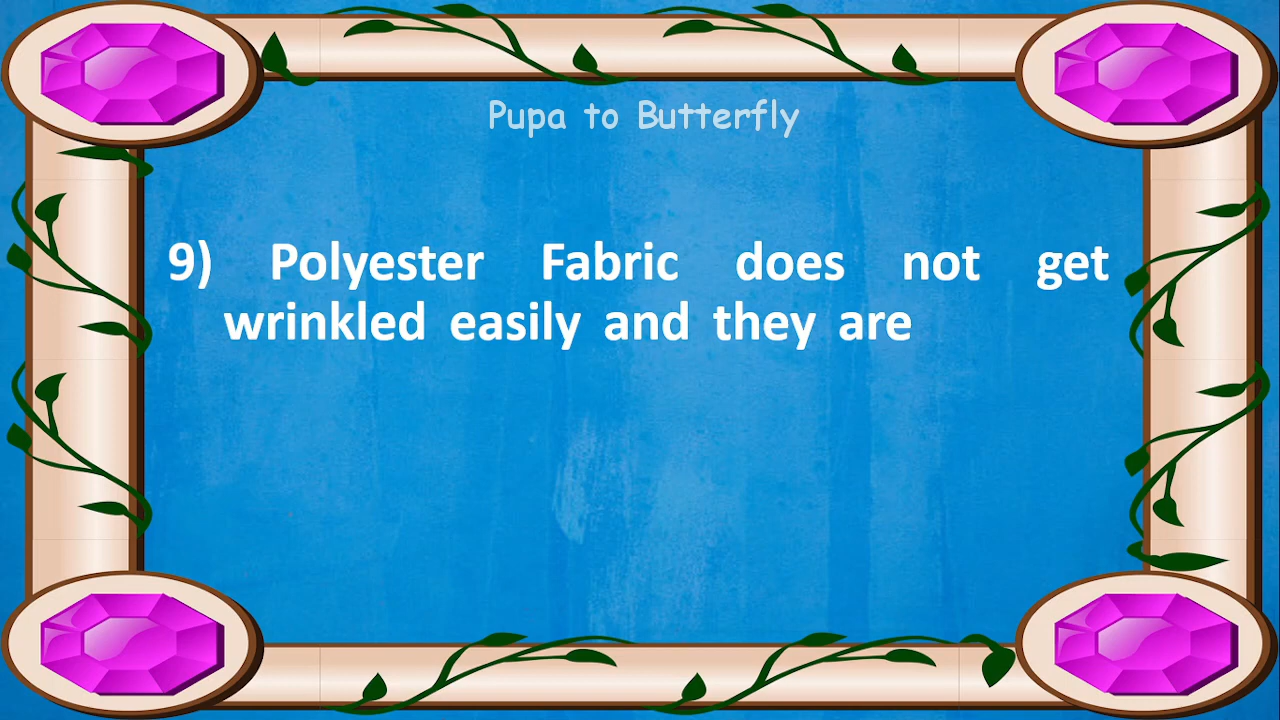 Pupa to Butterfly
9) Polyester Fabric does not get
wrinkled easily and they are